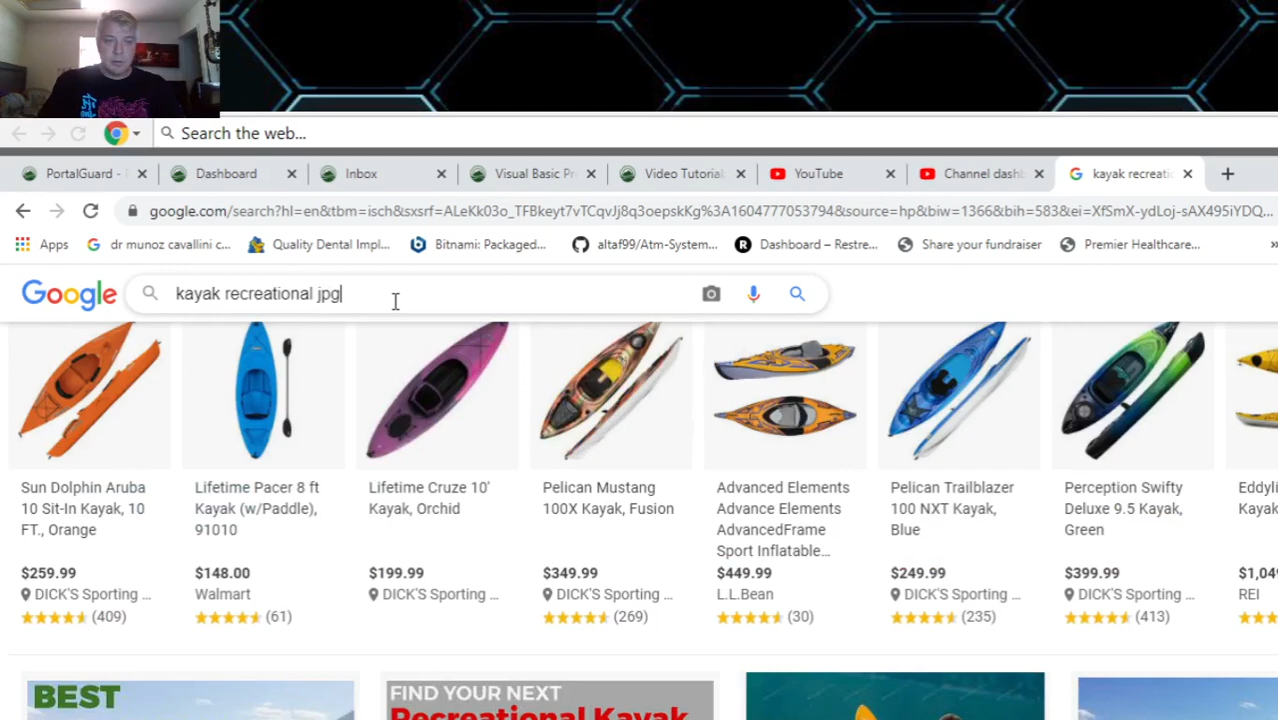 Search the web...
PortalGuard -
Dashboard
Inbox
Visual Basic Pr
Video Tutorial
YouTube
Channel dash
kayak recreati
google.com/search?hl=en&tbm=isch&sxsrf=ALeKk03o_TFBkeyt7vTCqvJj8q3oepskKg%3A1604777053794&source=hp&biw=1366&bih=583&ei=XfSmX-ydLoj-sAX495iYDQ...
Apps
dr munoz cavallini c...
Quality Dental Impl...
Bitnami: Packaged...
altaf99/Atm-System...
Dashboard – Restre...
Share your fundraiser
Premier Healthcare...
»
Google
kayak recreational jpg
Sun Dolphin Aruba
10 Sit-In Kayak, 10
FT., Orange
$259.99
DICK'S Sporting ...
(409)
Lifetime Pacer 8 ft
Kayak (w/Paddle),
91010
$148.00
Walmart
(61)
Lifetime Cruze 10'
Kayak, Orchid
$199.99
DICK'S Sporting ...
Pelican Mustang
100X Kayak, Fusion
$349.99
DICK'S Sporting ...
(269)
Advanced Elements
Advance Elements
AdvancedFrame
Sport Inflatable...
$449.99
L.L.Bean
(30)
Pelican Trailblazer
100 NXT Kayak,
Blue
$249.99
DICK'S Sporting ...
(235)
Perception Swifty
Deluxe 9.5 Kayak,
Green
$399.99
DICK'S Sporting ...
(413)
Eddyli
Kayak
$1,04
REI
BEST
FIND YOUR NEXT
Recreational Kayak